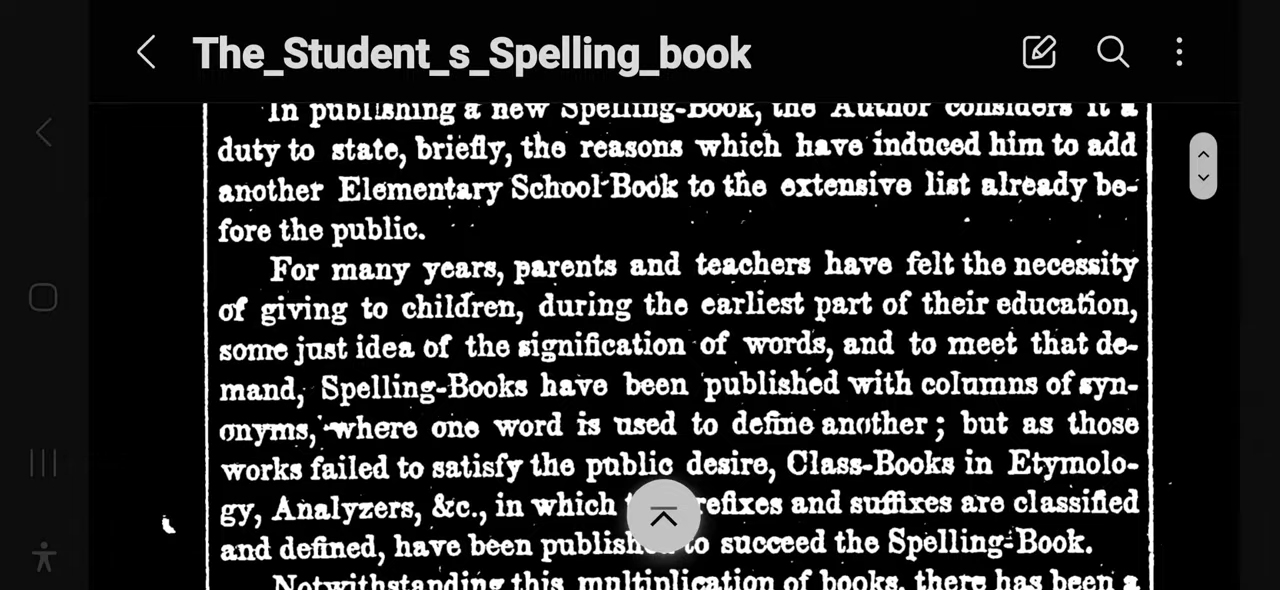 The_Student_s_Spelling_book
In publishing a new Spelling-Book, the Author considers it a
duty to state, briefly, the reasons which have induced him to add
another Elementary School Book to the extensive list already be-
fore the public.
For many years, parents and teachers have felt the necessity
of giving to children, during the earliest part of their education,
some just idea of the signification of words, and to meet that de-
mand, Spelling-Books have been published with columns of syn-
onyms, where one word is used to define another; but as those
works failed to satisfy the public desire, Class-Books in Etymolo-
gy, Analyzers, &c., in which refixes and suffixes are classified
and defined, have been publish to succeed the Spelling-Book.
Notwithstanding this multiplication of books, there has been a